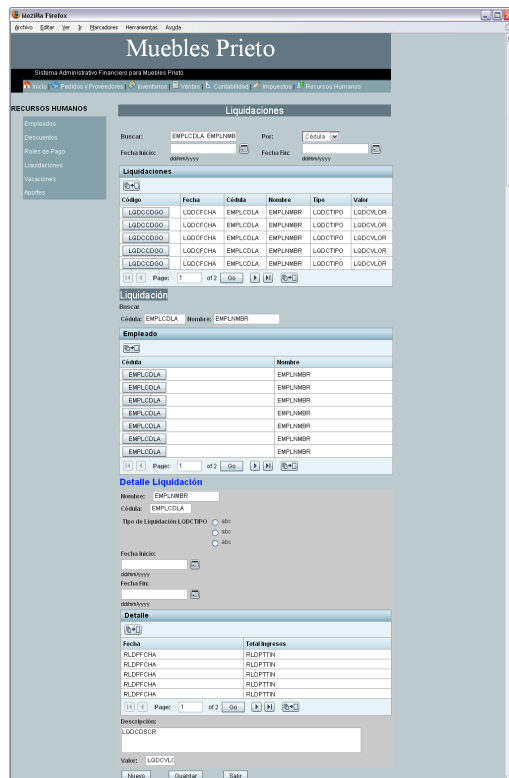 Mozilla Firefox
Archivo Editar Ver Ir Marcadores Herramientas Ayuda
Muebles Prieto
Sistema Administrativo Financiero para Muebles Prieto
Inicio Pedidos y Proveedores Inventarios Ventas Contabilidad Impuestos Recursos Humanos
RECURSOS HUMANOS
Empleados
Descuentos
Roles de Pago
Liquidaciones
Vacaciones
Aportes
Liquidaciones
Buscar: EMPLCDLA EMPLNMB Por: Cédula
Fecha Inicio: Fecha Fin:
dd/mm/yyyy dd/mm/yyyy
Liquidaciones
Código Fecha Cédula Nombre Tipo Valor
LQDCCDGO LQDCFCHA EMPLCDLA EMPLNMBR LQDCTIPO LQDCVLOR
LQDCCDGO LQDCFCHA EMPLCDLA EMPLNMBR LQDCTIPO LQDCVLOR
LQDCCDGO LQDCFCHA EMPLCDLA EMPLNMBR LQDCTIPO LQDCVLOR
LQDCCDGO LQDCFCHA EMPLCDLA EMPLNMBR LQDCTIPO LQDCVLOR
LQDCCDGO LQDCFCHA EMPLCDLA EMPLNMBR LQDCTIPO LQDCVLOR
Page: 1 of 2 Go
Liquidación
Buscar
Cédula: EMPLCDLA Nombre: EMPLNMBR
Empleado
Cédula Nombre
EMPLCDLA EMPLNMBR
EMPLCDLA EMPLNMBR
EMPLCDLA EMPLNMBR
EMPLCDLA EMPLNMBR
EMPLCDLA EMPLNMBR
EMPLCDLA EMPLNMBR
EMPLCDLA EMPLNMBR
Page: 1 of 2 Go
Detalle Liquidación
Nombre: EMPLNMBR
Cédula: EMPLCDLA
Tipo de Liquidación LQDCTIPO abc
abc
abc
Fecha Inicio:
dd/mm/yyyy
Fecha Fin:
dd/mm/yyyy
Detalle
Fecha Total Ingresos
RLDPFCHA RLDPTTIN
RLDPFCHA RLDPTTIN
RLDPFCHA RLDPTTIN
RLDPFCHA RLDPTTIN
Page: 1 of 2 Go
Descripción:
LQDCDSCR
Valor: LQDCVLO
Nuevo Guardar Salir